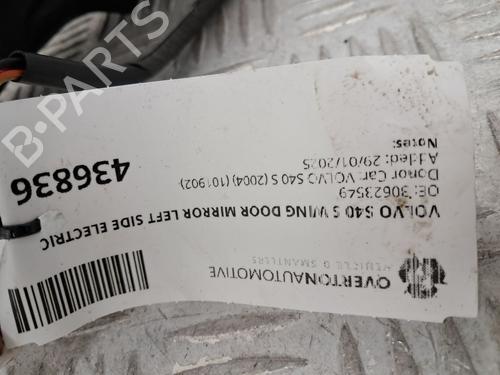 OVERTONAUTOMOTIVE
VEHICLE DISMANTLERS
VOLVO S40 S WING DOOR MIRROR LEFT SIDE ELECTRIC
OE: 30623549
Donor Car: VOLVO S40 S (2004) (101902)
Added: 29/01/2025
Notes:
436836
B-PARTS